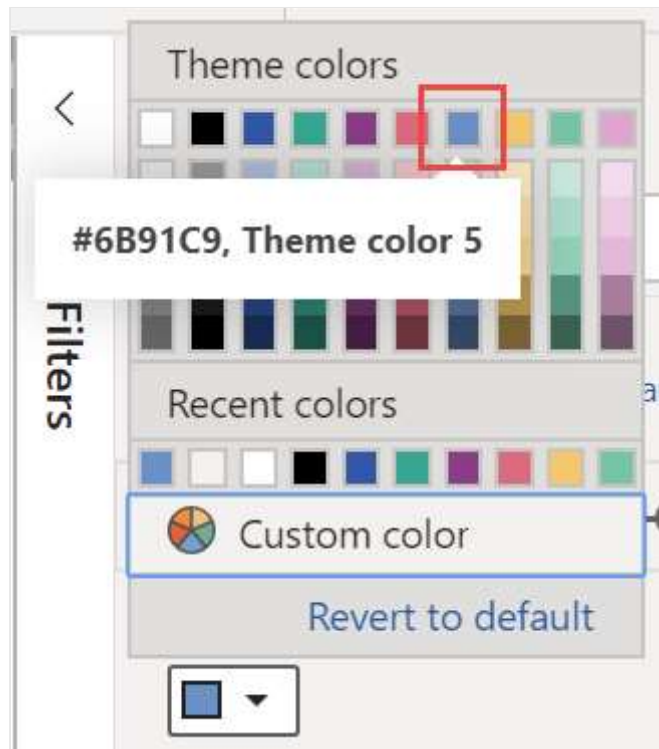 Theme colors
#6B91C9, Theme color 5
Filters
Recent colors
Custom color
Revert to default